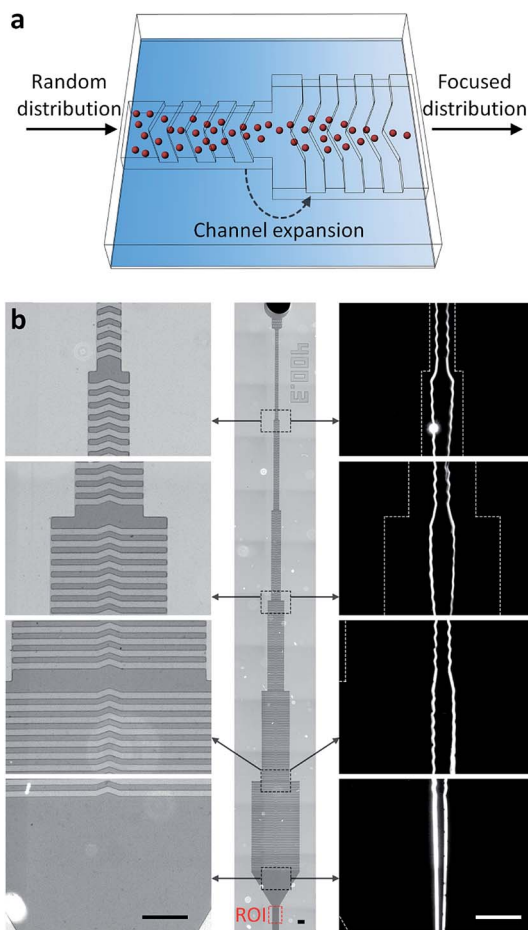 a
Random
distribution
Focused
distribution
Channel expansion
b
ROI